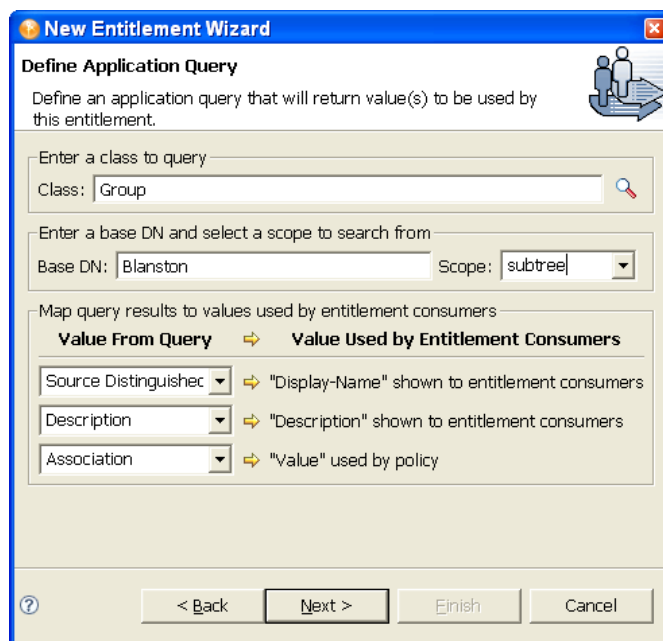 New Entitlement Wizard
Define Application Query
Define an application query that will return value(s) to be used by
this entitlement.
Enter a class to query
Class: Group
Enter a base DN and select a scope to search from
Base DN: Blanston Scope: subtree
Map query results to values used by entitlement consumers
Value From Query ⇨ Value Used by Entitlement Consumers
Source Distinguished ⇨ "Display-Name" shown to entitlement consumers
Description ⇨ "Description" shown to entitlement consumers
Association ⇨ "Value" used by policy
? < Back Next > Finish Cancel